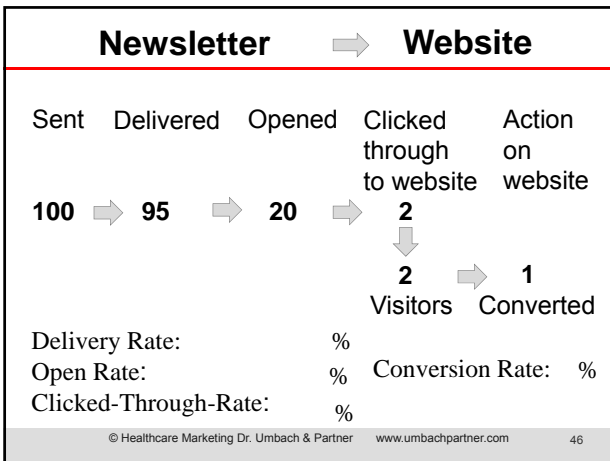 Newsletter Website
Sent Delivered Opened Clicked through to website Action on website
100 95 20 2
2 1
Visitors Converted
Delivery Rate: %
Open Rate: %
Clicked-Through-Rate: %
Conversion Rate: %
© Healthcare Marketing Dr. Umbach & Partner www.umbachpartner.com 46